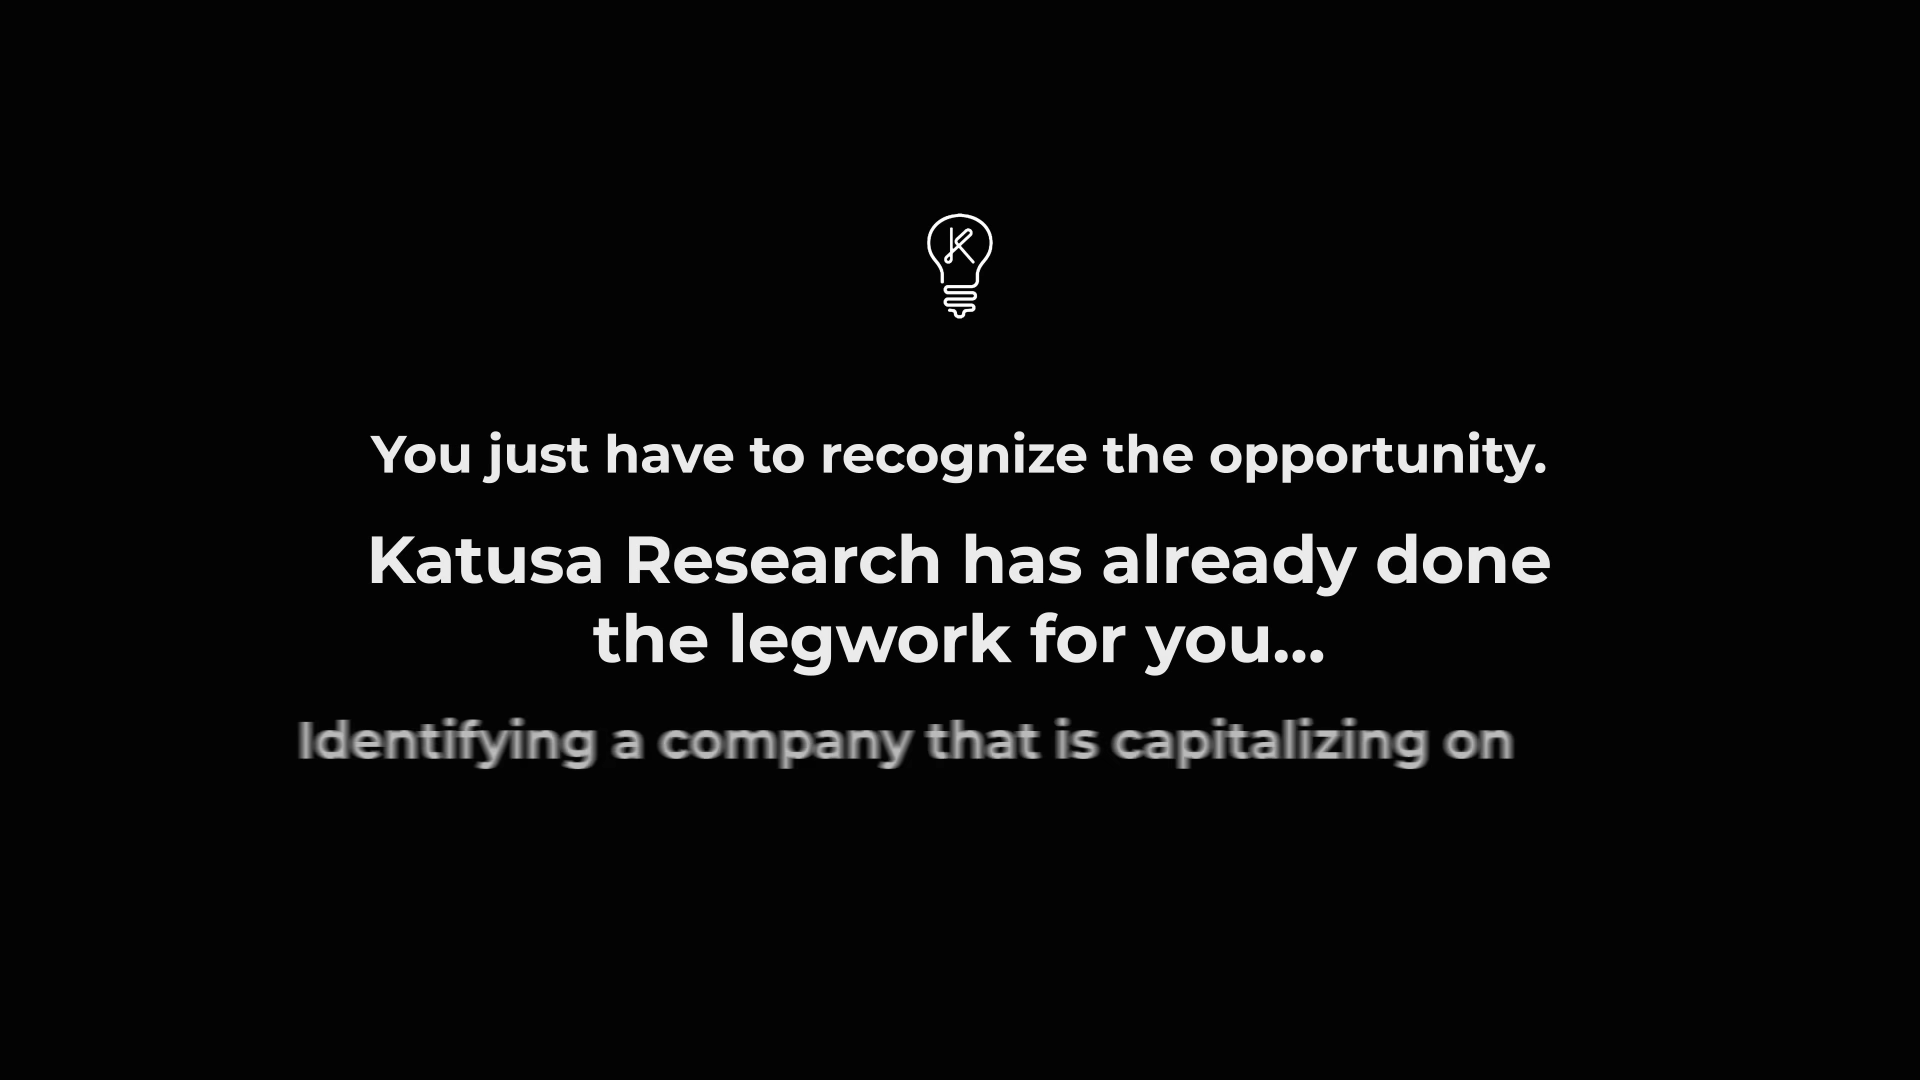 You just have to recognize the opportunity.
Katusa Research has already done
the legwork for you...
Identifying a company that is capitalizing on